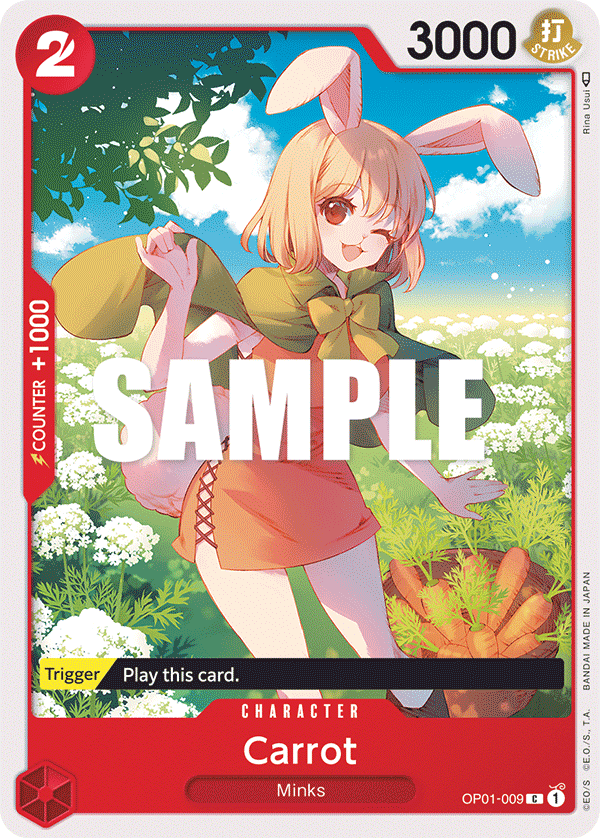 2
3000
打
STRIKE
Rina Usui
COUNTER +1000
SAMPLE
Trigger Play this card.
CHARACTER
Carrot
Minks
OP01-009 C 1
©E.O/S ©E.O./S., T.A. BANDAI MADE IN JAPAN